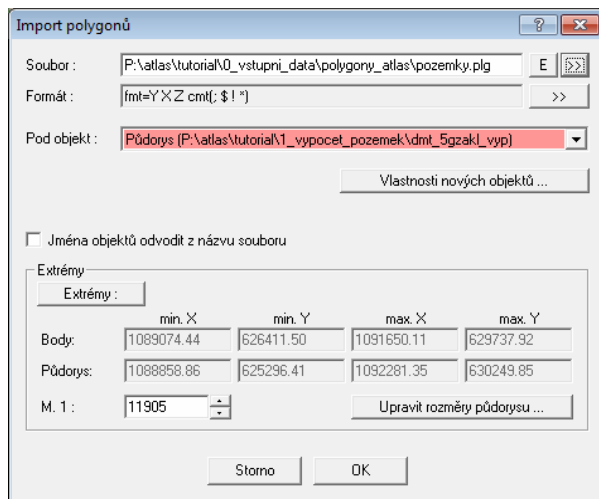 Import polygonů
Soubor : P:\atlas\tutorial\0_vstupni_data\polygony_atlas\pozemky.plg E >>
Formát : fmt=Y X Z cmt(; $ ! *) >>
Pod objekt : Půdorys (P:\atlas\tutorial\1_vypocet_pozemek\dmt_5gzakl_vyp)
Vlastnosti nových objektů ...
Jména objektů odvodit z názvu souboru
Extrémy
Extrémy :
min. X min. Y max. X max. Y
Body: 1089074.44 626411.50 1091650.11 629737.92
Půdorys: 1088858.86 625296.41 1092281.35 630249.85
M. 1 : 11905 Upravit rozměry půdorysu ...
Storno OK